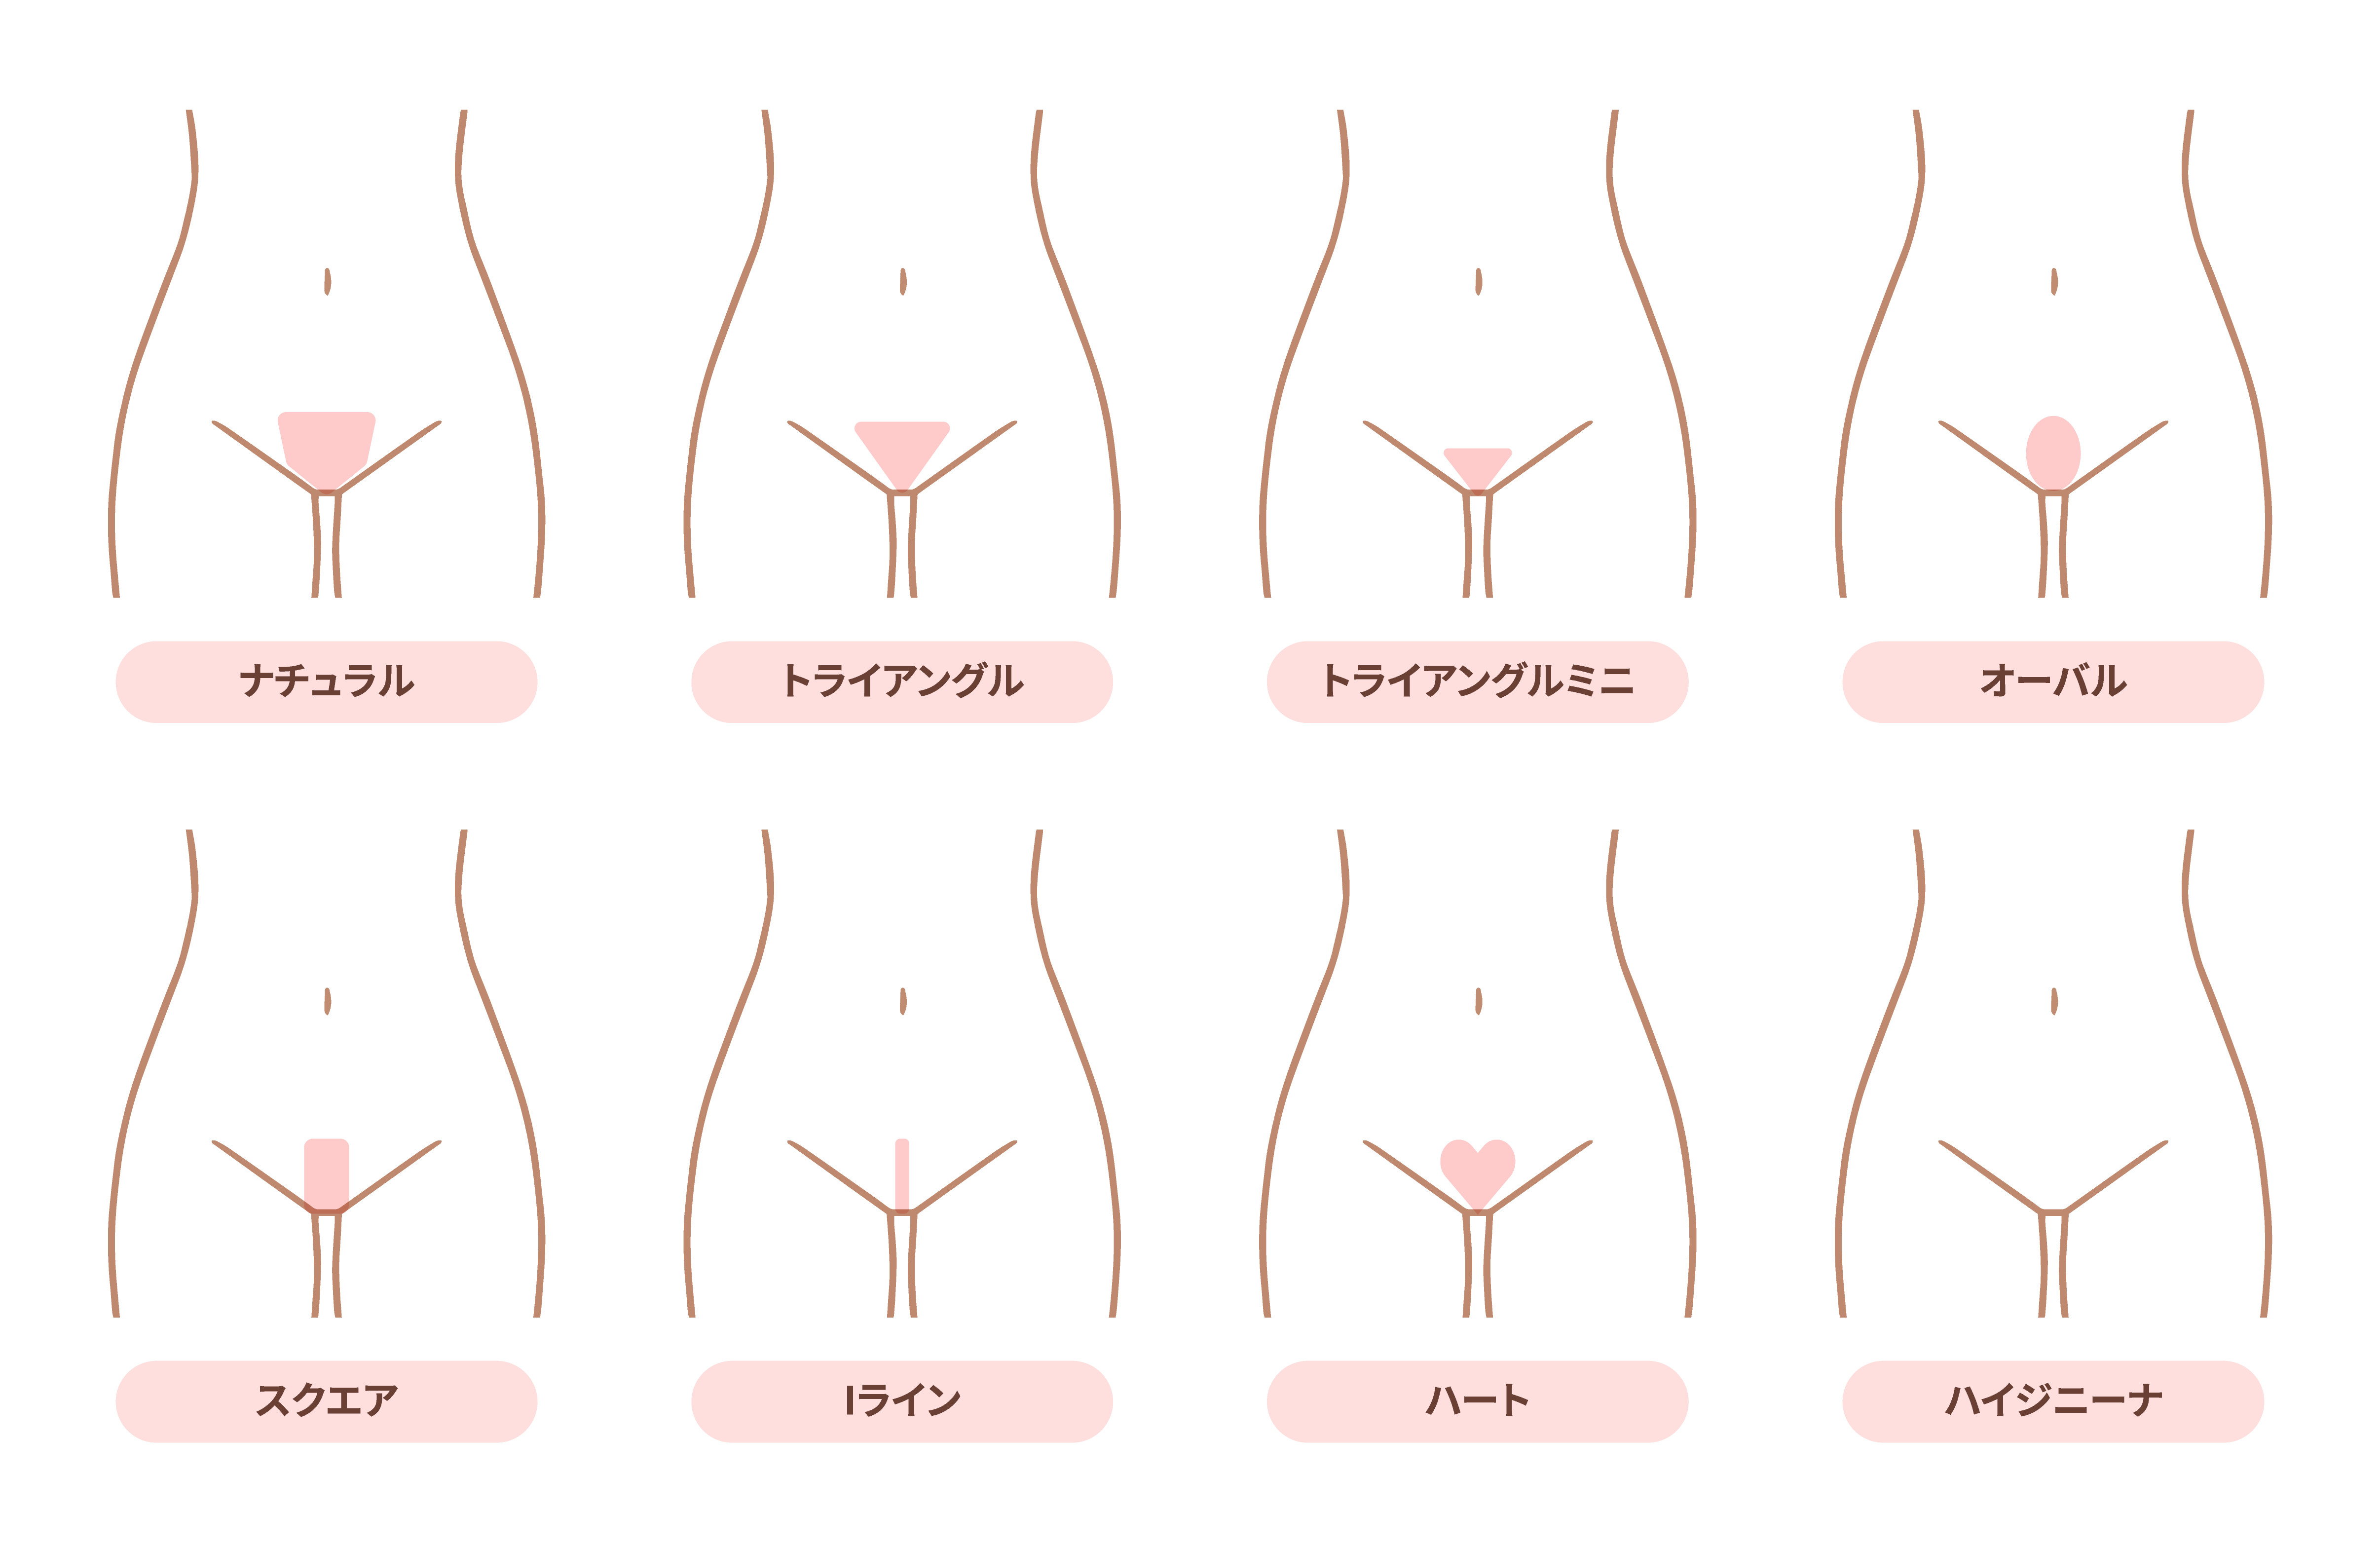 ナチュラル
トライアングル
トライアングルミニ
オーバル
スクエア
Iライン
ハート
ハイジニーナ